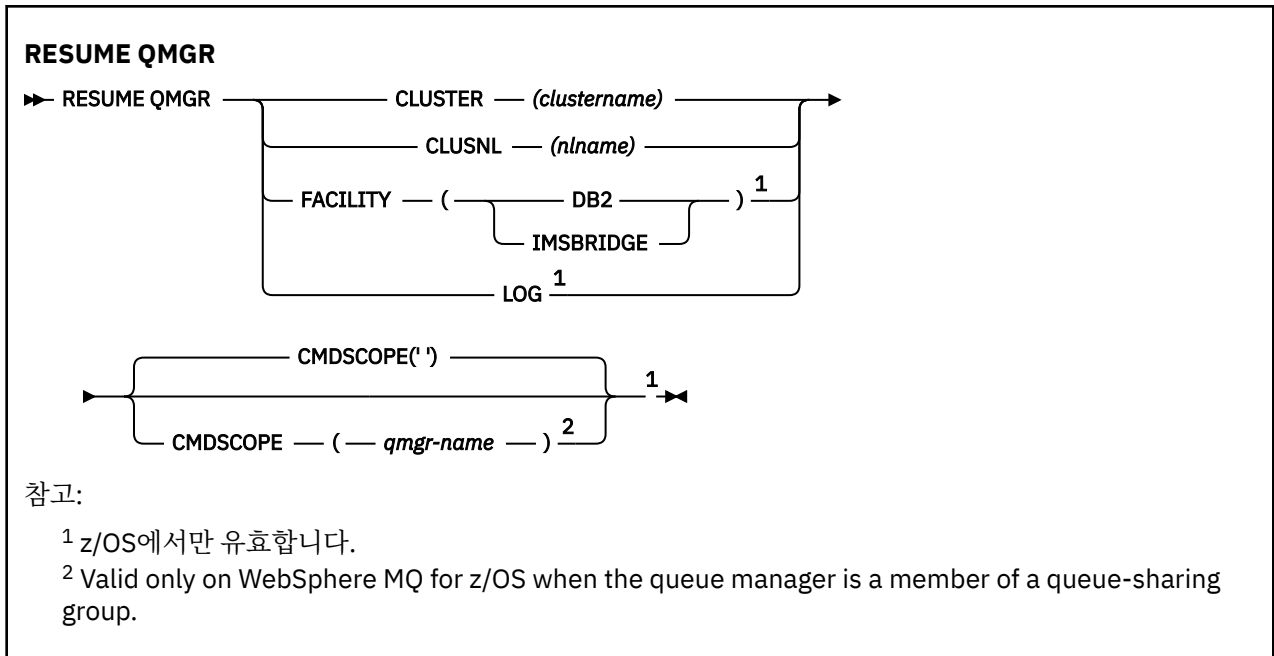 RESUME QMGR
RESUME QMGR CLUSTER (clustername)
CLUSNL (nlname)
FACILITY ( DB2 ) 1
IMSBRIDGE
LOG 1
CMDSCOPE(' ')
1
CMDSCOPE ( qmgr-name ) 2
참고:
1 z/OS에서만 유효합니다.
2 Valid only on WebSphere MQ for z/OS when the queue manager is a member of a queue-sharing
group.